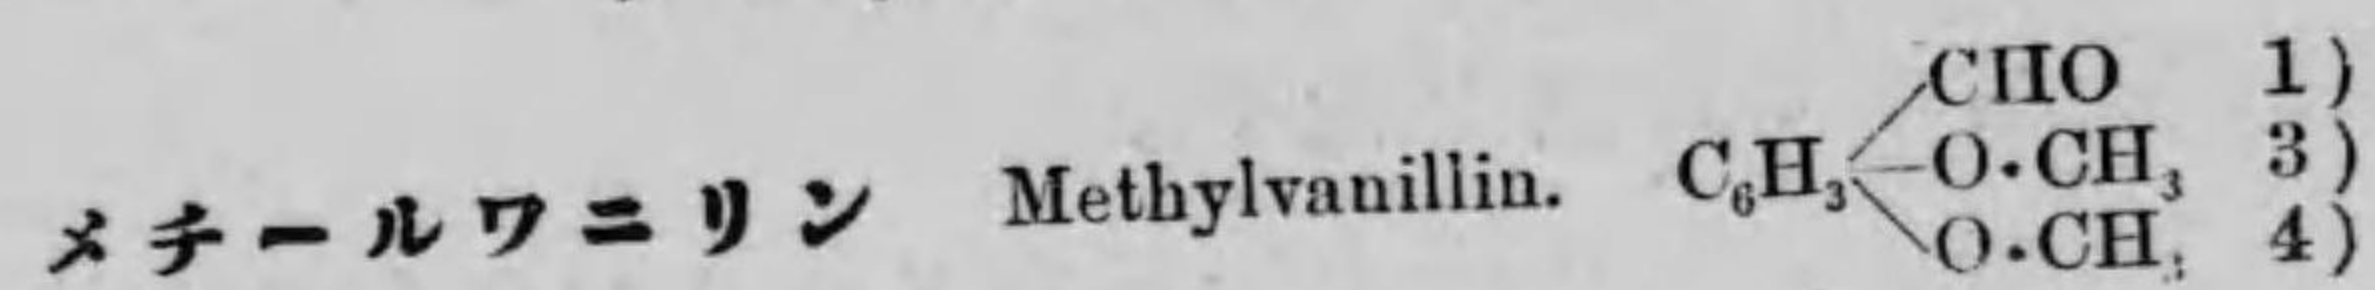 CHO 1)
メチールワニリン Methylvanillin. C₆H₃ O·CH₃ 3)
O·CH₃ 4)